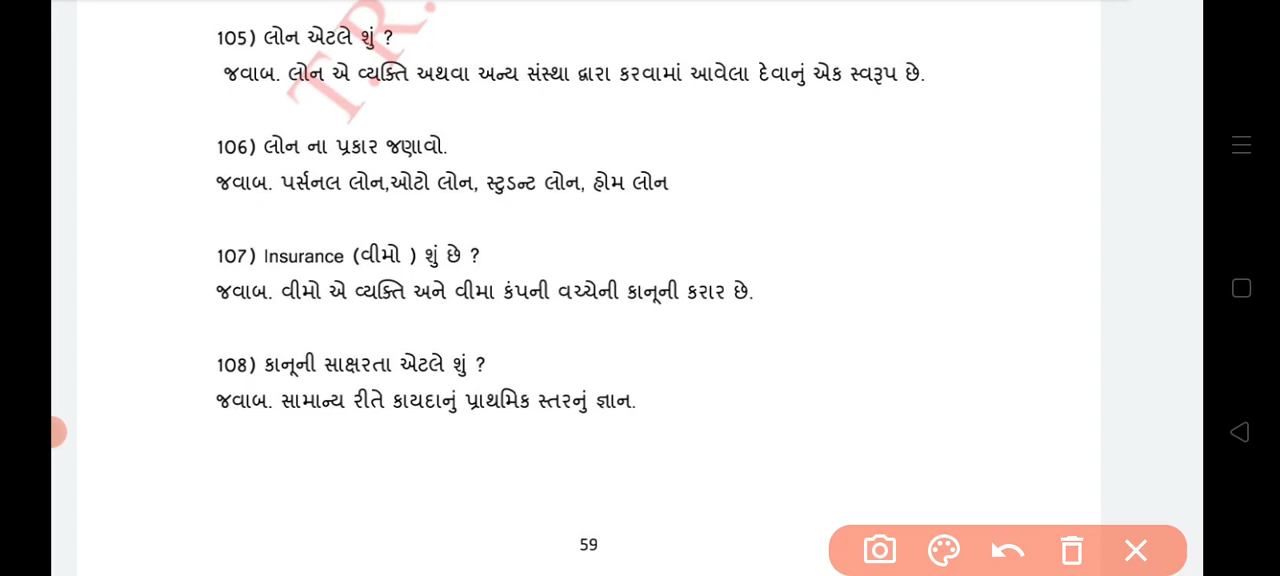 T.R.
105) લોન એટલે શું ?
જવાબ. લોન એ વ્યક્તિ અથવા અન્ય સંસ્થા દ્વારા કરવામાં આવેલા દેવાનું એક સ્વરૂપ છે.
106) લોન ના પ્રકાર જણાવો.
જવાબ. પર્સનલ લોન,ઓટો લોન, સ્ટુડન્ટ લોન, હોમ લોન
107) Insurance (વીમો ) શું છે ?
જવાબ. વીમો એ વ્યક્તિ અને વીમા કંપની વચ્ચેની કાનૂની કરાર છે.
108) કાનૂની સાક્ષરતા એટલે શું ?
જવાબ. સામાન્ય રીતે કાયદાનું પ્રાથમિક સ્તરનું જ્ઞાન.
59